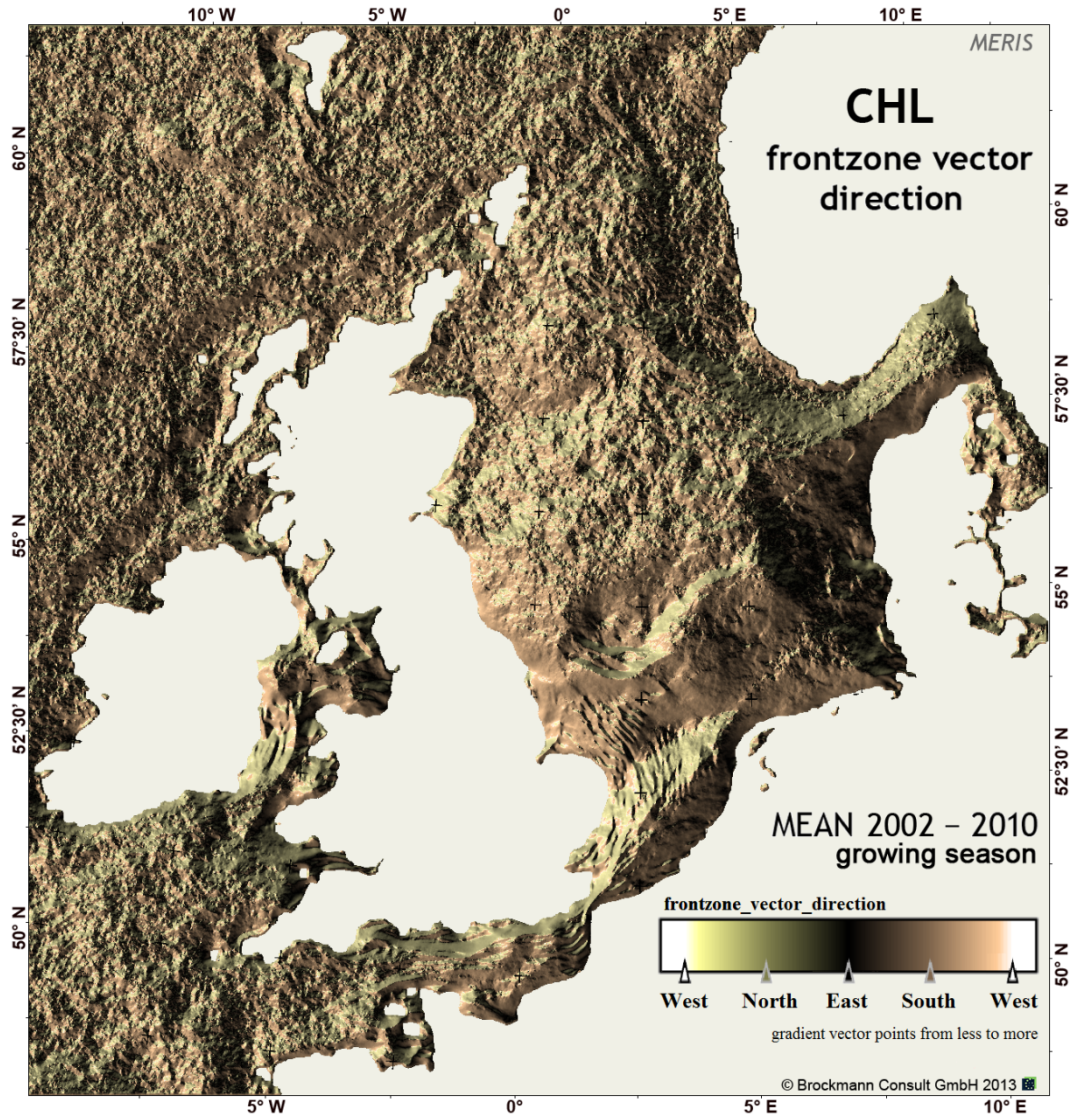 10° W 5° W 0° 5° E 10° E
MERIS
CHL
frontzone vector
direction
60° N
60° N
57°30' N
57°30' N
55° N
55° N
52°30' N
52°30' N
MEAN 2002 – 2010
growing season
frontzone_vector_direction
50° N
50° N
West North East South West
gradient vector points from less to more
© Brockmann Consult GmbH 2013
5° W 0° 5° E 10° E